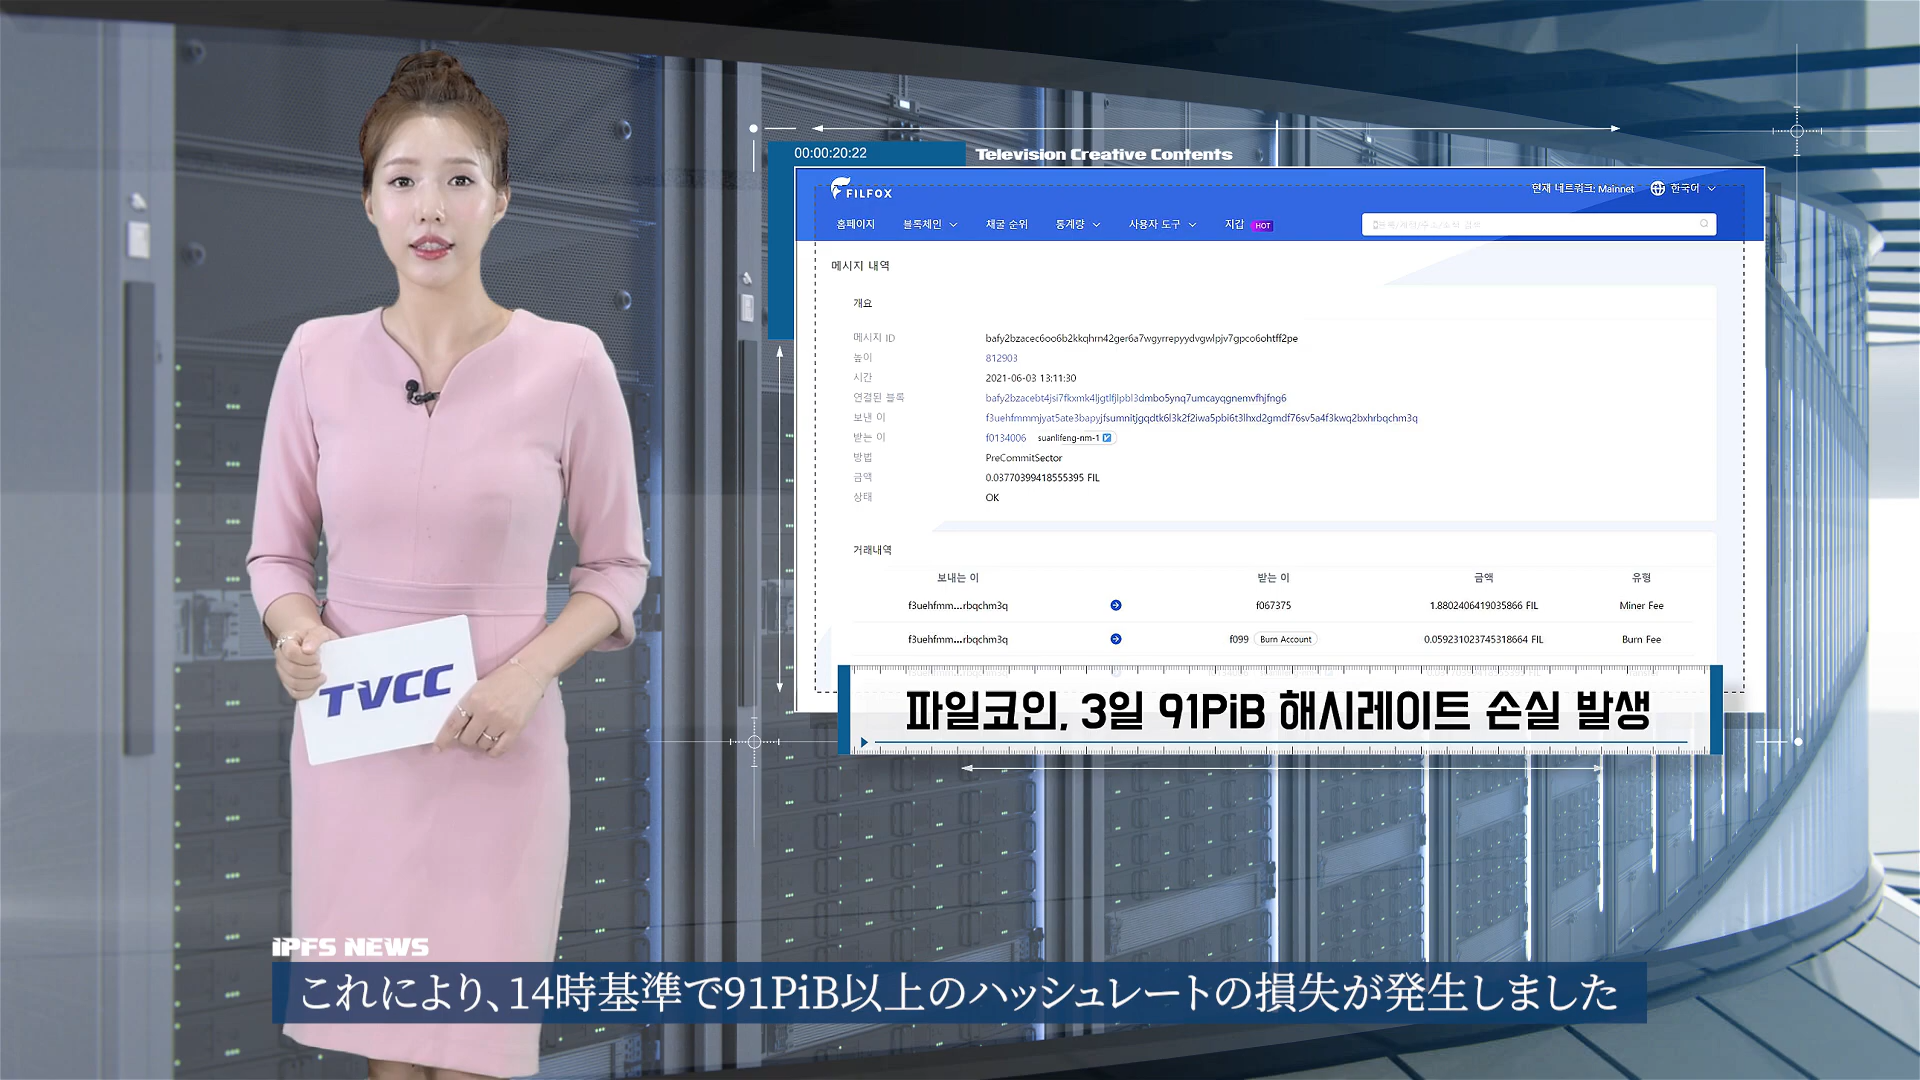 00:00:20:22
Television Creative Contents
FILFOX
현재 네트워크: Mainnet 한국어
홈페이지 블록체인 채굴 순위 통계량 사용자 도구 지갑 HOT
메시지 내역
개요
메시지 ID bafy2bzacec6oo6b2kkqhrn42ger6a7wgyrrepyydvgwlpjv7gpco6ohtff2pe
높이 812903
시간 2021-06-03 13:11:30
연결된 블록 bafy2bzacebt4jsi7fkxmk4ljgtlfjlpbl3dmbo5ynq7umcayqgnemvfhjfng6
보낸 이 f3uehfmmmjyat5ate3bapyjfsumnitjgqdtk6l3k2f2iwa5pbi6t3lhxd2gmdf76sv5a4f3kwq2bxhrbqchm3q
받는 이 f0134006 suanlifeng-nm-1
방법 PreCommitSector
금액 0.03770399418555395 FIL
상태 OK
거래내역
보내는 이 받는 이 금액 유형
f3uehfmm...rbqchm3q f067375 1.8802406419035866 FIL Miner Fee
f3uehfmm...rbqchm3q f099 Burn Account 0.059231023745318664 FIL Burn Fee
파일코인, 3일 91PiB 해시레이트 손실 발생
TVCC
IPFS NEWS
これにより、14時基準で91PiB以上のハッシュレートの損失が発生しました